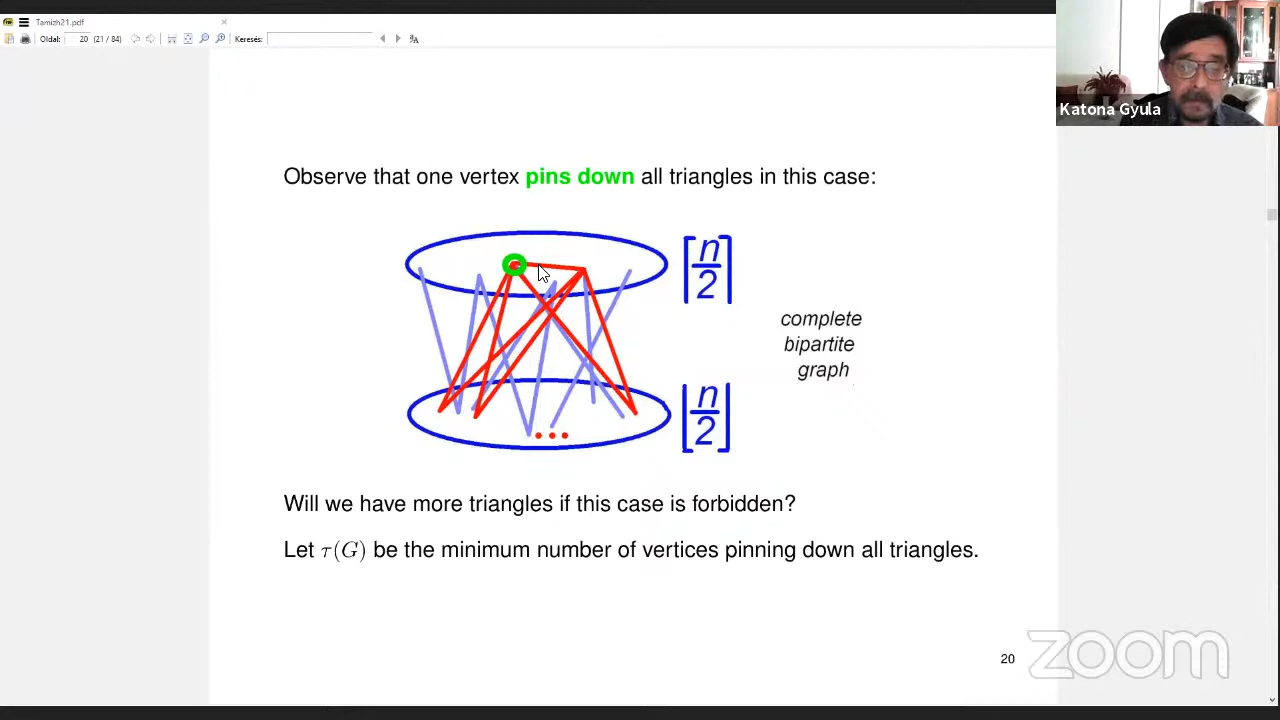 Tamizh21.pdf
Oldal: 20 (21 / 84) Keresés:
Katona Gyula
Observe that one vertex pins down all triangles in this case:
⌈n/2⌉
complete
bipartite
graph
⌊n/2⌋
Will we have more triangles if this case is forbidden?
Let τ(G) be the minimum number of vertices pinning down all triangles.
20
zoom